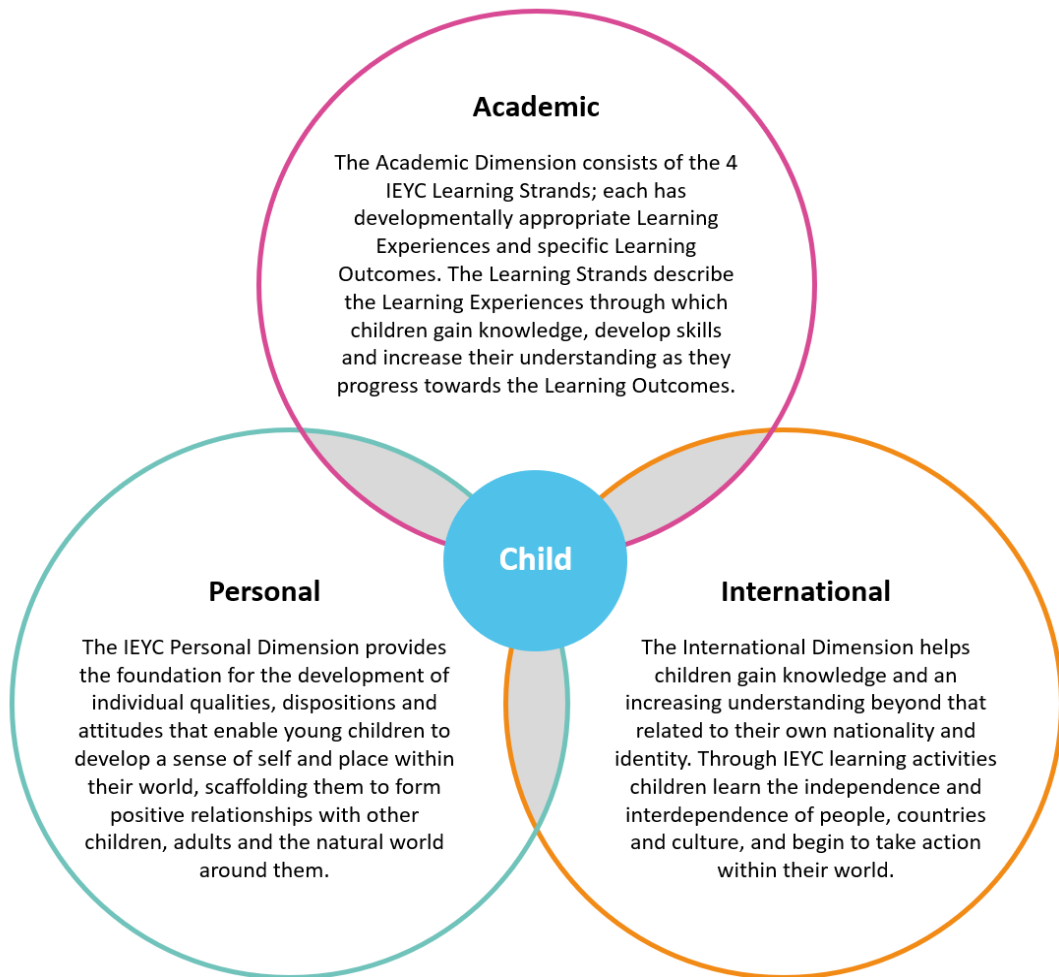 Academic
The Academic Dimension consists of the 4
IEYC Learning Strands; each has
developmentally appropriate Learning
Experiences and specific Learning
Outcomes. The Learning Strands describe
the Learning Experiences through which
children gain knowledge, develop skills
and increase their understanding as they
progress towards the Learning Outcomes.
Child
Personal
The IEYC Personal Dimension provides
the foundation for the development of
individual qualities, dispositions and
attitudes that enable young children to
develop a sense of self and place within
their world, scaffolding them to form
positive relationships with other
children, adults and the natural world
around them.
International
The International Dimension helps
children gain knowledge and an
increasing understanding beyond that
related to their own nationality and
identity. Through IEYC learning activities
children learn the independence and
interdependence of people, countries
and culture, and begin to take action
within their world.